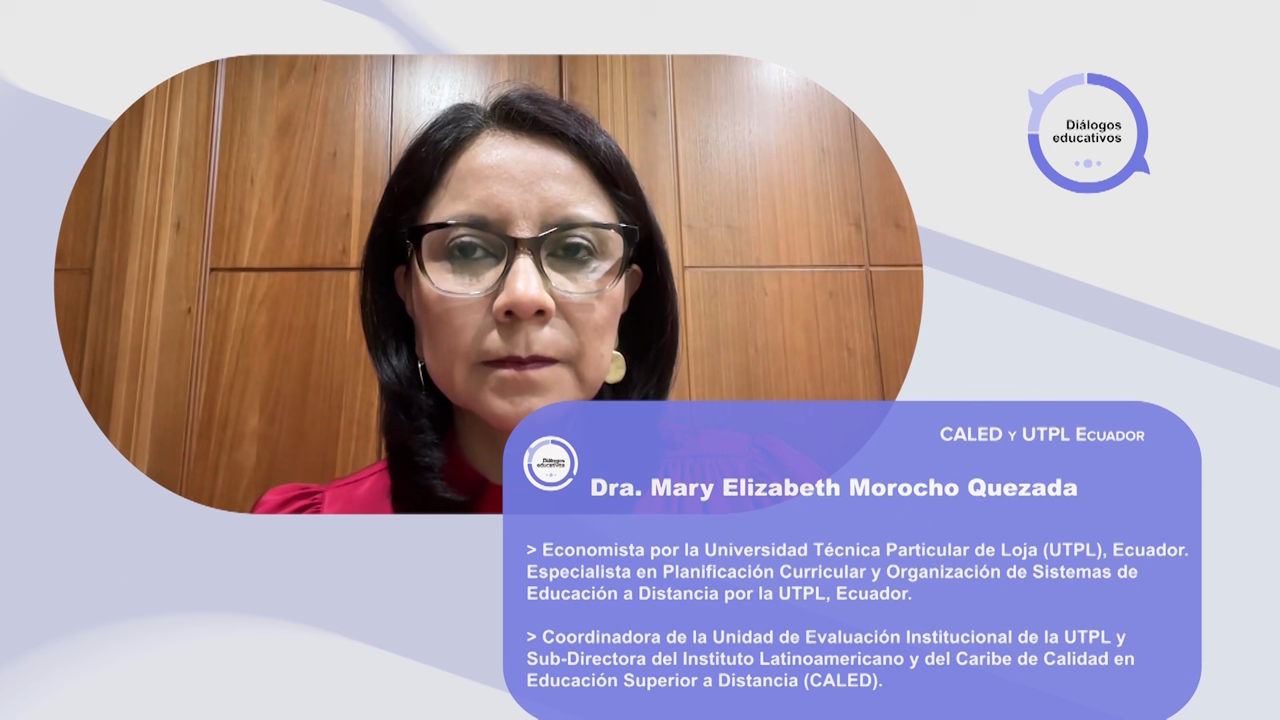 Diálogos
educativos
CALED Y UTPL ECUADOR
Diálogos
educativos
Dra. Mary Elizabeth Morocho Quezada
> Economista por la Universidad Técnica Particular de Loja (UTPL), Ecuador.
Especialista en Planificación Curricular y Organización de Sistemas de
Educación a Distancia por la UTPL, Ecuador.
> Coordinadora de la Unidad de Evaluación Institucional de la UTPL y
Sub-Directora del Instituto Latinoamericano y del Caribe de Calidad en
Educación Superior a Distancia (CALED).